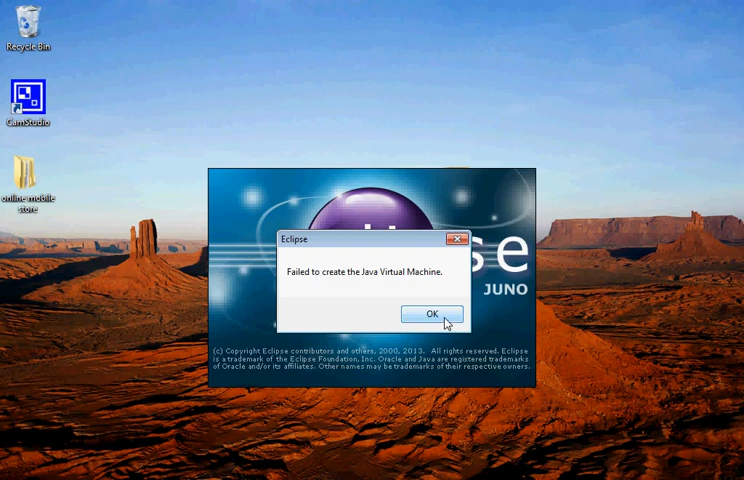 Recycle Bin
CamStudio
online mobile
store
Eclipse
Failed to create the Java Virtual Machine.
OK
se
JUNO
(c) Copyright Eclipse contributors and others, 2000, 2013. All rights reserved. Eclipse
is a trademark of the Eclipse Foundation, Inc. Oracle and Java are registered trademarks
of Oracle and/or its affiliates. Other names may be trademarks of their respective owners.